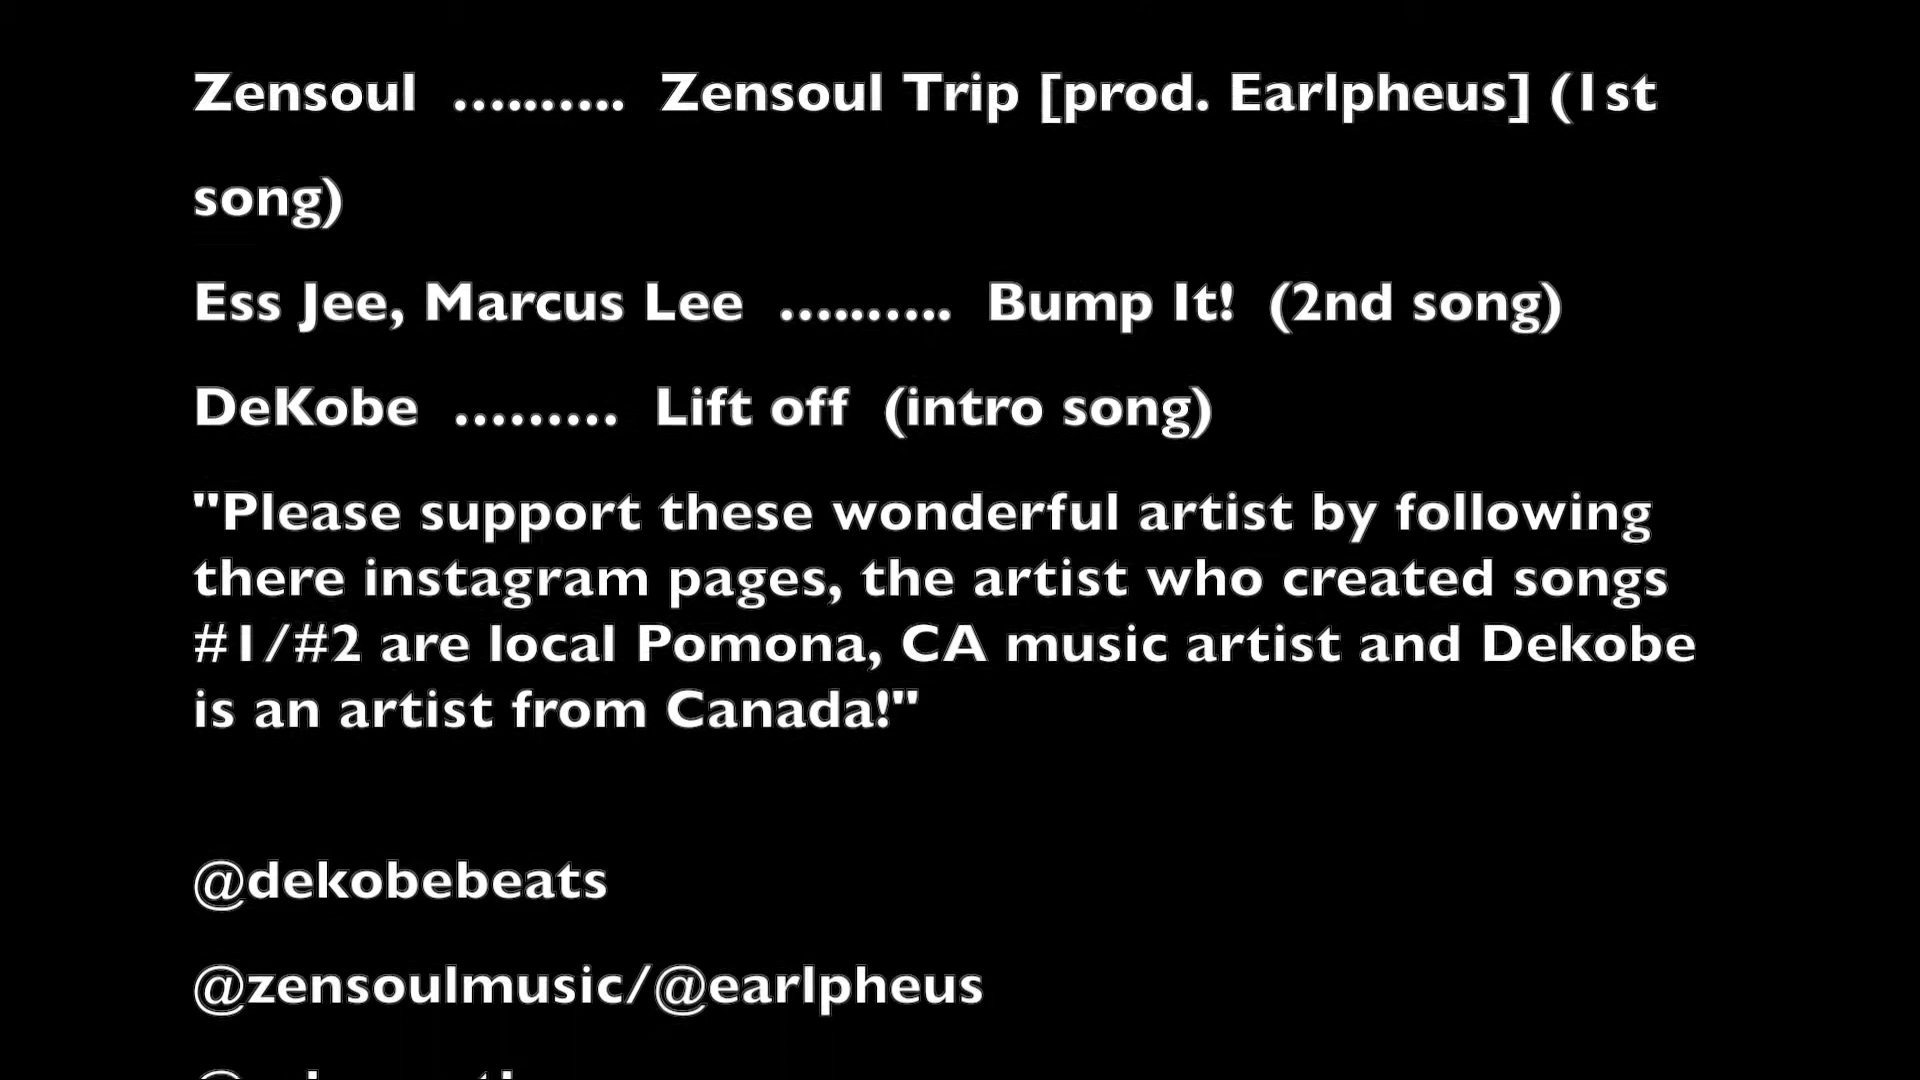 Zensoul …..….. Zensoul Trip [prod. Earlpheus] (1st
song)
Ess Jee, Marcus Lee …..….. Bump It! (2nd song)
DeKobe ……… Lift off (intro song)
"Please support these wonderful artist by following
there instagram pages, the artist who created songs
#1/#2 are local Pomona, CA music artist and Dekobe
is an artist from Canada!"
@dekobebeats
@zensoulmusic/@earlpheus